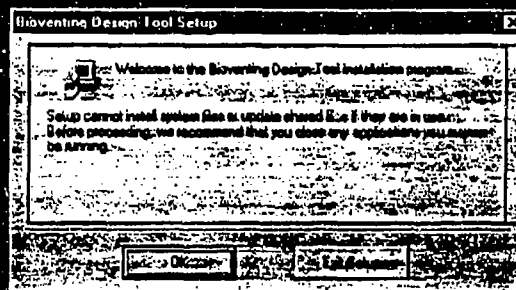 Bioventing Design Tool Setup
Welcome to the Bioventing Design Tool installation program.
Setup cannot install system files or update shared files if they are in use.
Before proceeding, we recommend that you close any applications you may
be running.
OK
Exit Setup